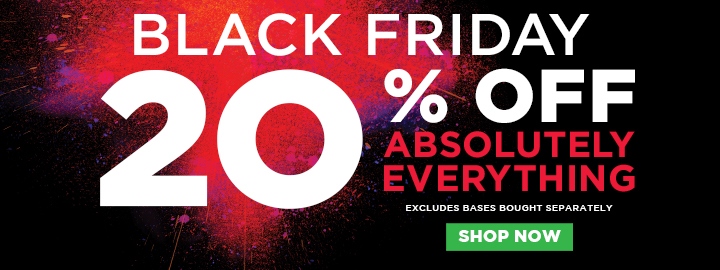 BLACK FRIDAY
20% OFF
ABSOLUTELY
EVERYTHING
EXCLUDES BASES BOUGHT SEPARATELY
SHOP NOW